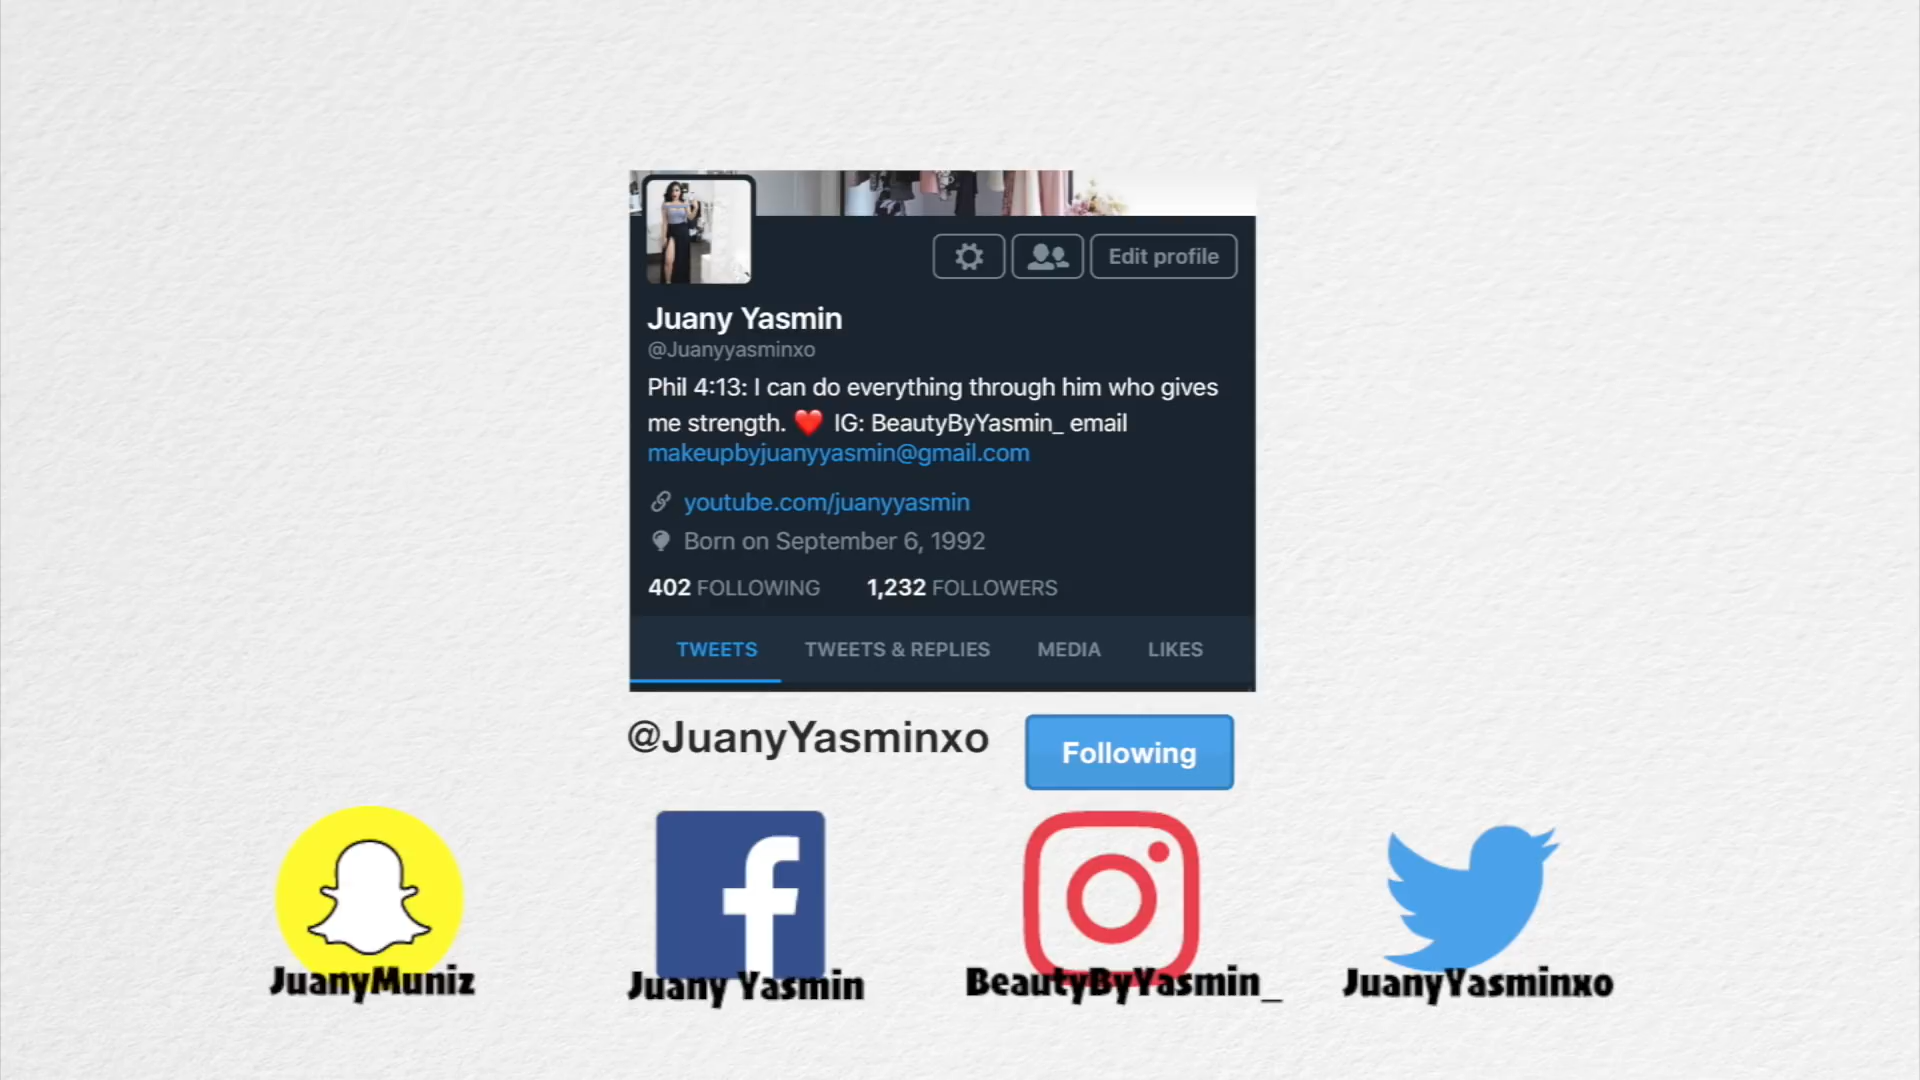 Edit profile
Juany Yasmin
@Juanyyasminxo
Phil 4:13: I can do everything through him who gives
me strength. ❤️ IG: BeautyByYasmin_ email
makeupbyjuanyyasmin@gmail.com
youtube.com/juanyyasmin
Born on September 6, 1992
402 FOLLOWING 1,232 FOLLOWERS
TWEETS TWEETS & REPLIES MEDIA LIKES
@JuanyYasminxo Following
JuanyMuniz Juany Yasmin BeautyByYasmin_ JuanyYasminxo